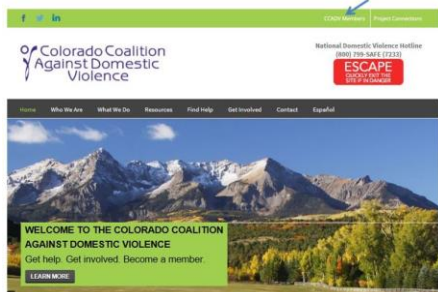 CCADV Members Project Connections
Colorado Coalition
Against Domestic
Violence
National Domestic Violence Hotline
(800) 799-SAFE (7233)
ESCAPE
QUICKLY EXIT THE
SITE IF IN DANGER
Home Who We Are What We Do Resources Find Help Get Involved Contact Español
WELCOME TO THE COLORADO COALITION
AGAINST DOMESTIC VIOLENCE
Get help. Get involved. Become a member.
LEARN MORE